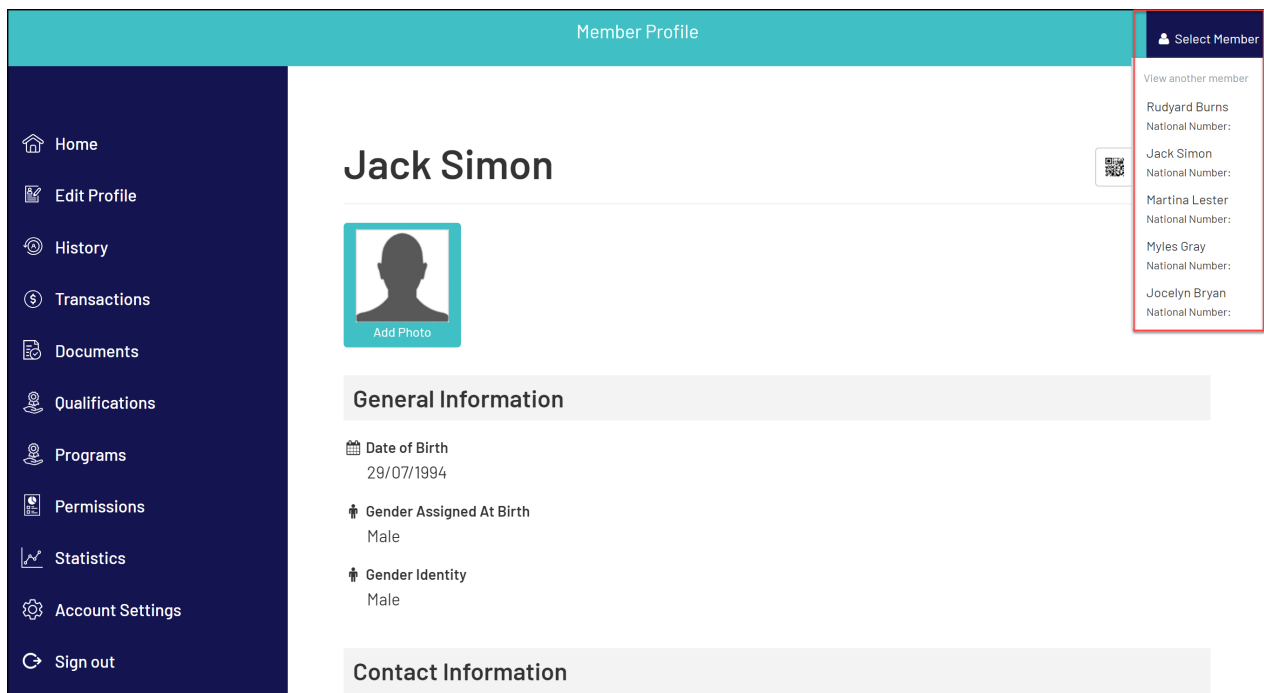 Member Profile
Select Member
View another member
Rudyard Burns
National Number:
Jack Simon
National Number:
Martina Lester
National Number:
Myles Gray
National Number:
Jocelyn Bryan
National Number:
Home
Edit Profile
History
Transactions
Documents
Qualifications
Programs
Permissions
Statistics
Account Settings
Sign out
Jack Simon
Add Photo
General Information
Date of Birth
29/07/1994
Gender Assigned At Birth
Male
Gender Identity
Male
Contact Information